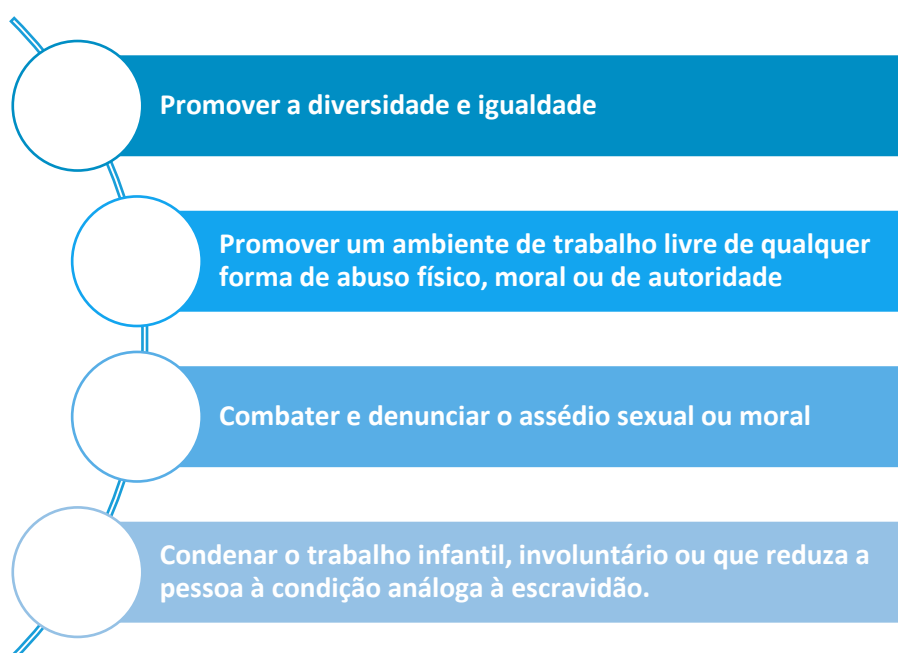 Promover a diversidade e igualdade
Promover um ambiente de trabalho livre de qualquer
forma de abuso físico, moral ou de autoridade
Combater e denunciar o assédio sexual ou moral
Condenar o trabalho infantil, involuntário ou que reduza a
pessoa à condição análoga à escravidão.